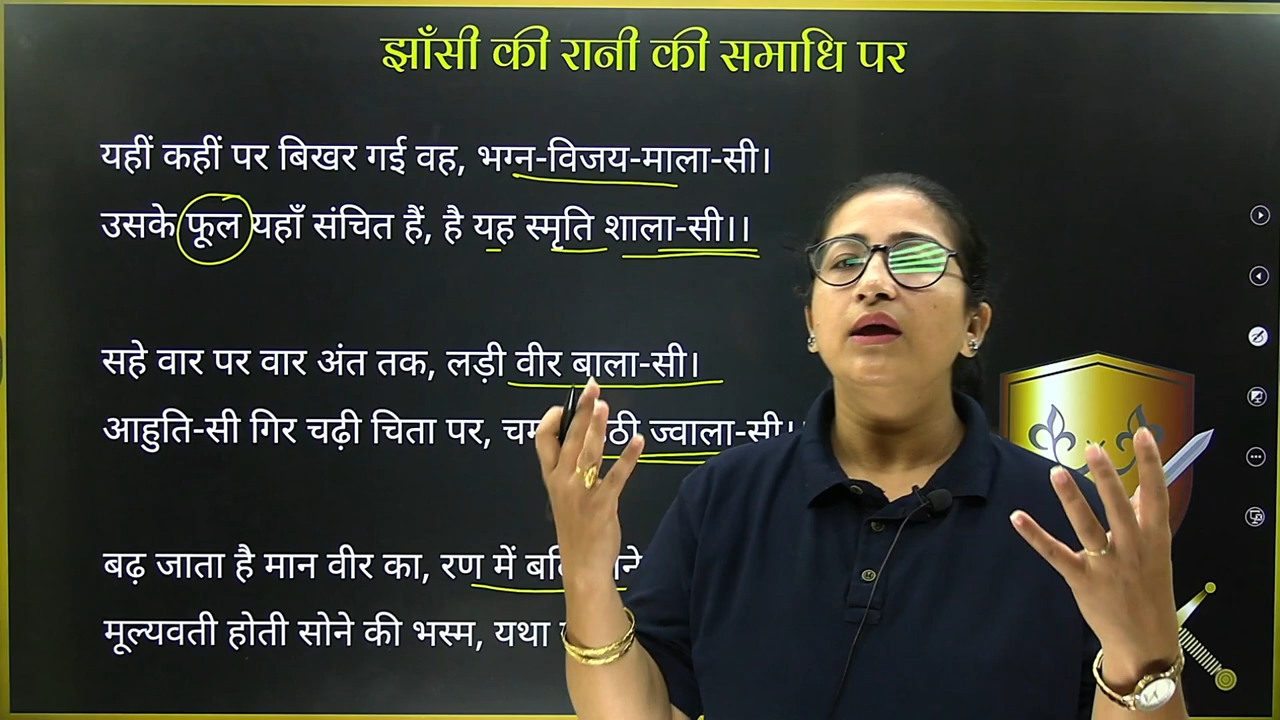 झाँसी की रानी की समाधि पर
यहीं कहीं पर बिखर गई वह, भग्न-विजय-माला-सी।
उसके फूल यहाँ संचित हैं, है यह स्मृति शाला-सी।।
सहे वार पर वार अंत तक, लड़ी वीर बाला-सी।
आहुति-सी गिर चढ़ी चिता पर, ज्वाला-सी।।
बढ़ जाता है मान वीर का, रण में
मूल्यवती होती सोने की भस्म, यथा